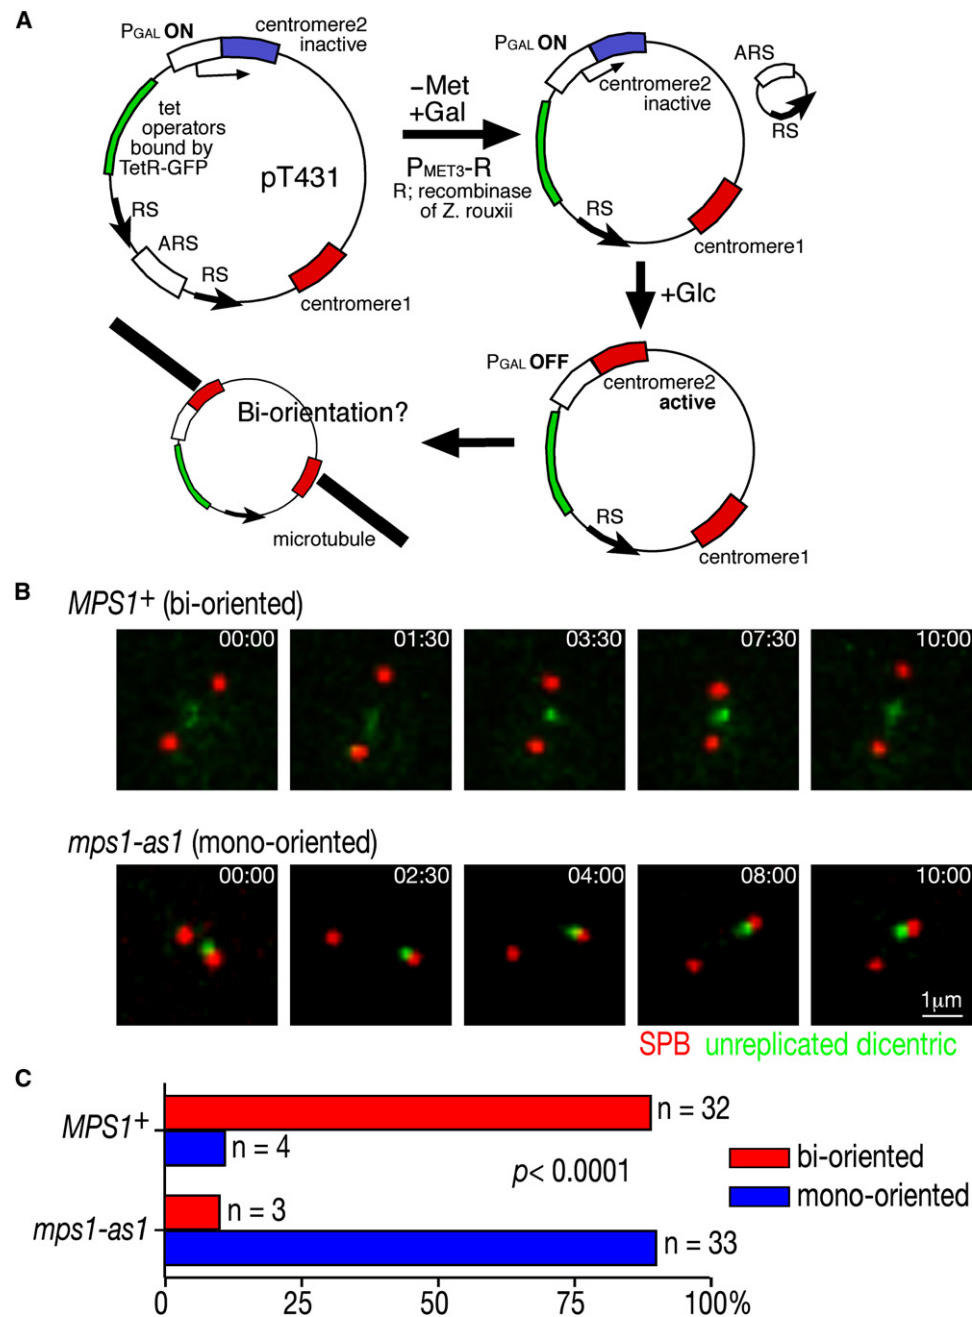 A
PGAL ON
centromere2
inactive
tet
operators
bound by
TetR-GFP
pT431
RS
ARS
RS
centromere1
–Met
+Gal
PMET3-R
R; recombinase
of Z. rouxii
PGAL ON
centromere2
inactive
ARS
RS
RS
centromere1
+Glc
PGAL OFF
centromere2
active
RS
centromere1
Bi-orientation?
microtubule
B
MPS1+ (bi-oriented)
00:00 01:30 03:30 07:30 10:00
mps1-as1 (mono-oriented)
00:00 02:30 04:00 08:00 10:00
1μm
SPB unreplicated dicentric
C
MPS1+
n = 32
n = 4
p< 0.0001
bi-oriented
mono-oriented
mps1-as1
n = 3
n = 33
0 25 50 75 100%